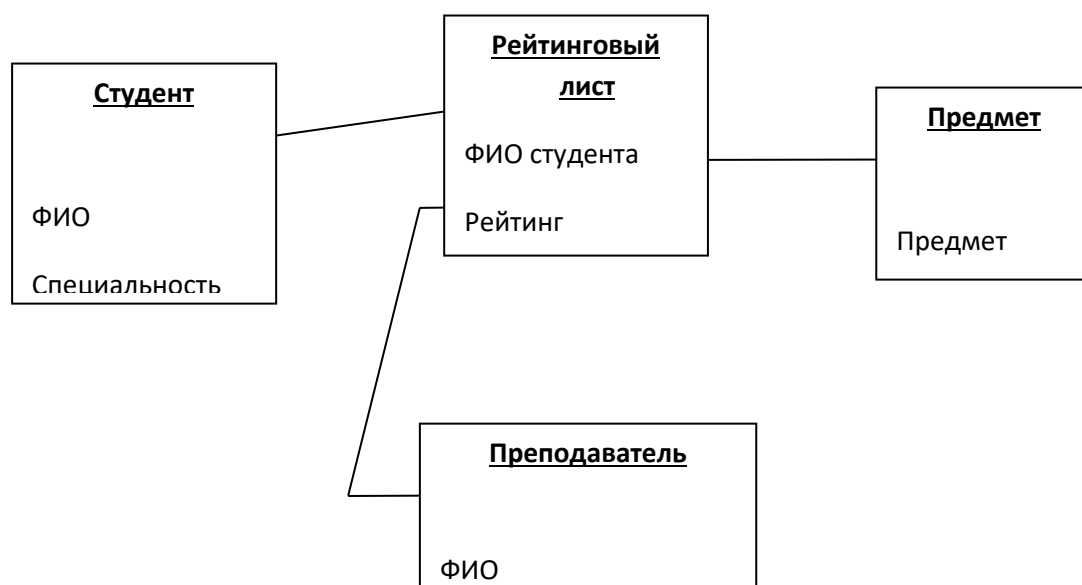 Студент
ФИО
Специальность
Рейтинговый
лист
ФИО студента
Рейтинг
Предмет
Предмет
Преподаватель
ФИО